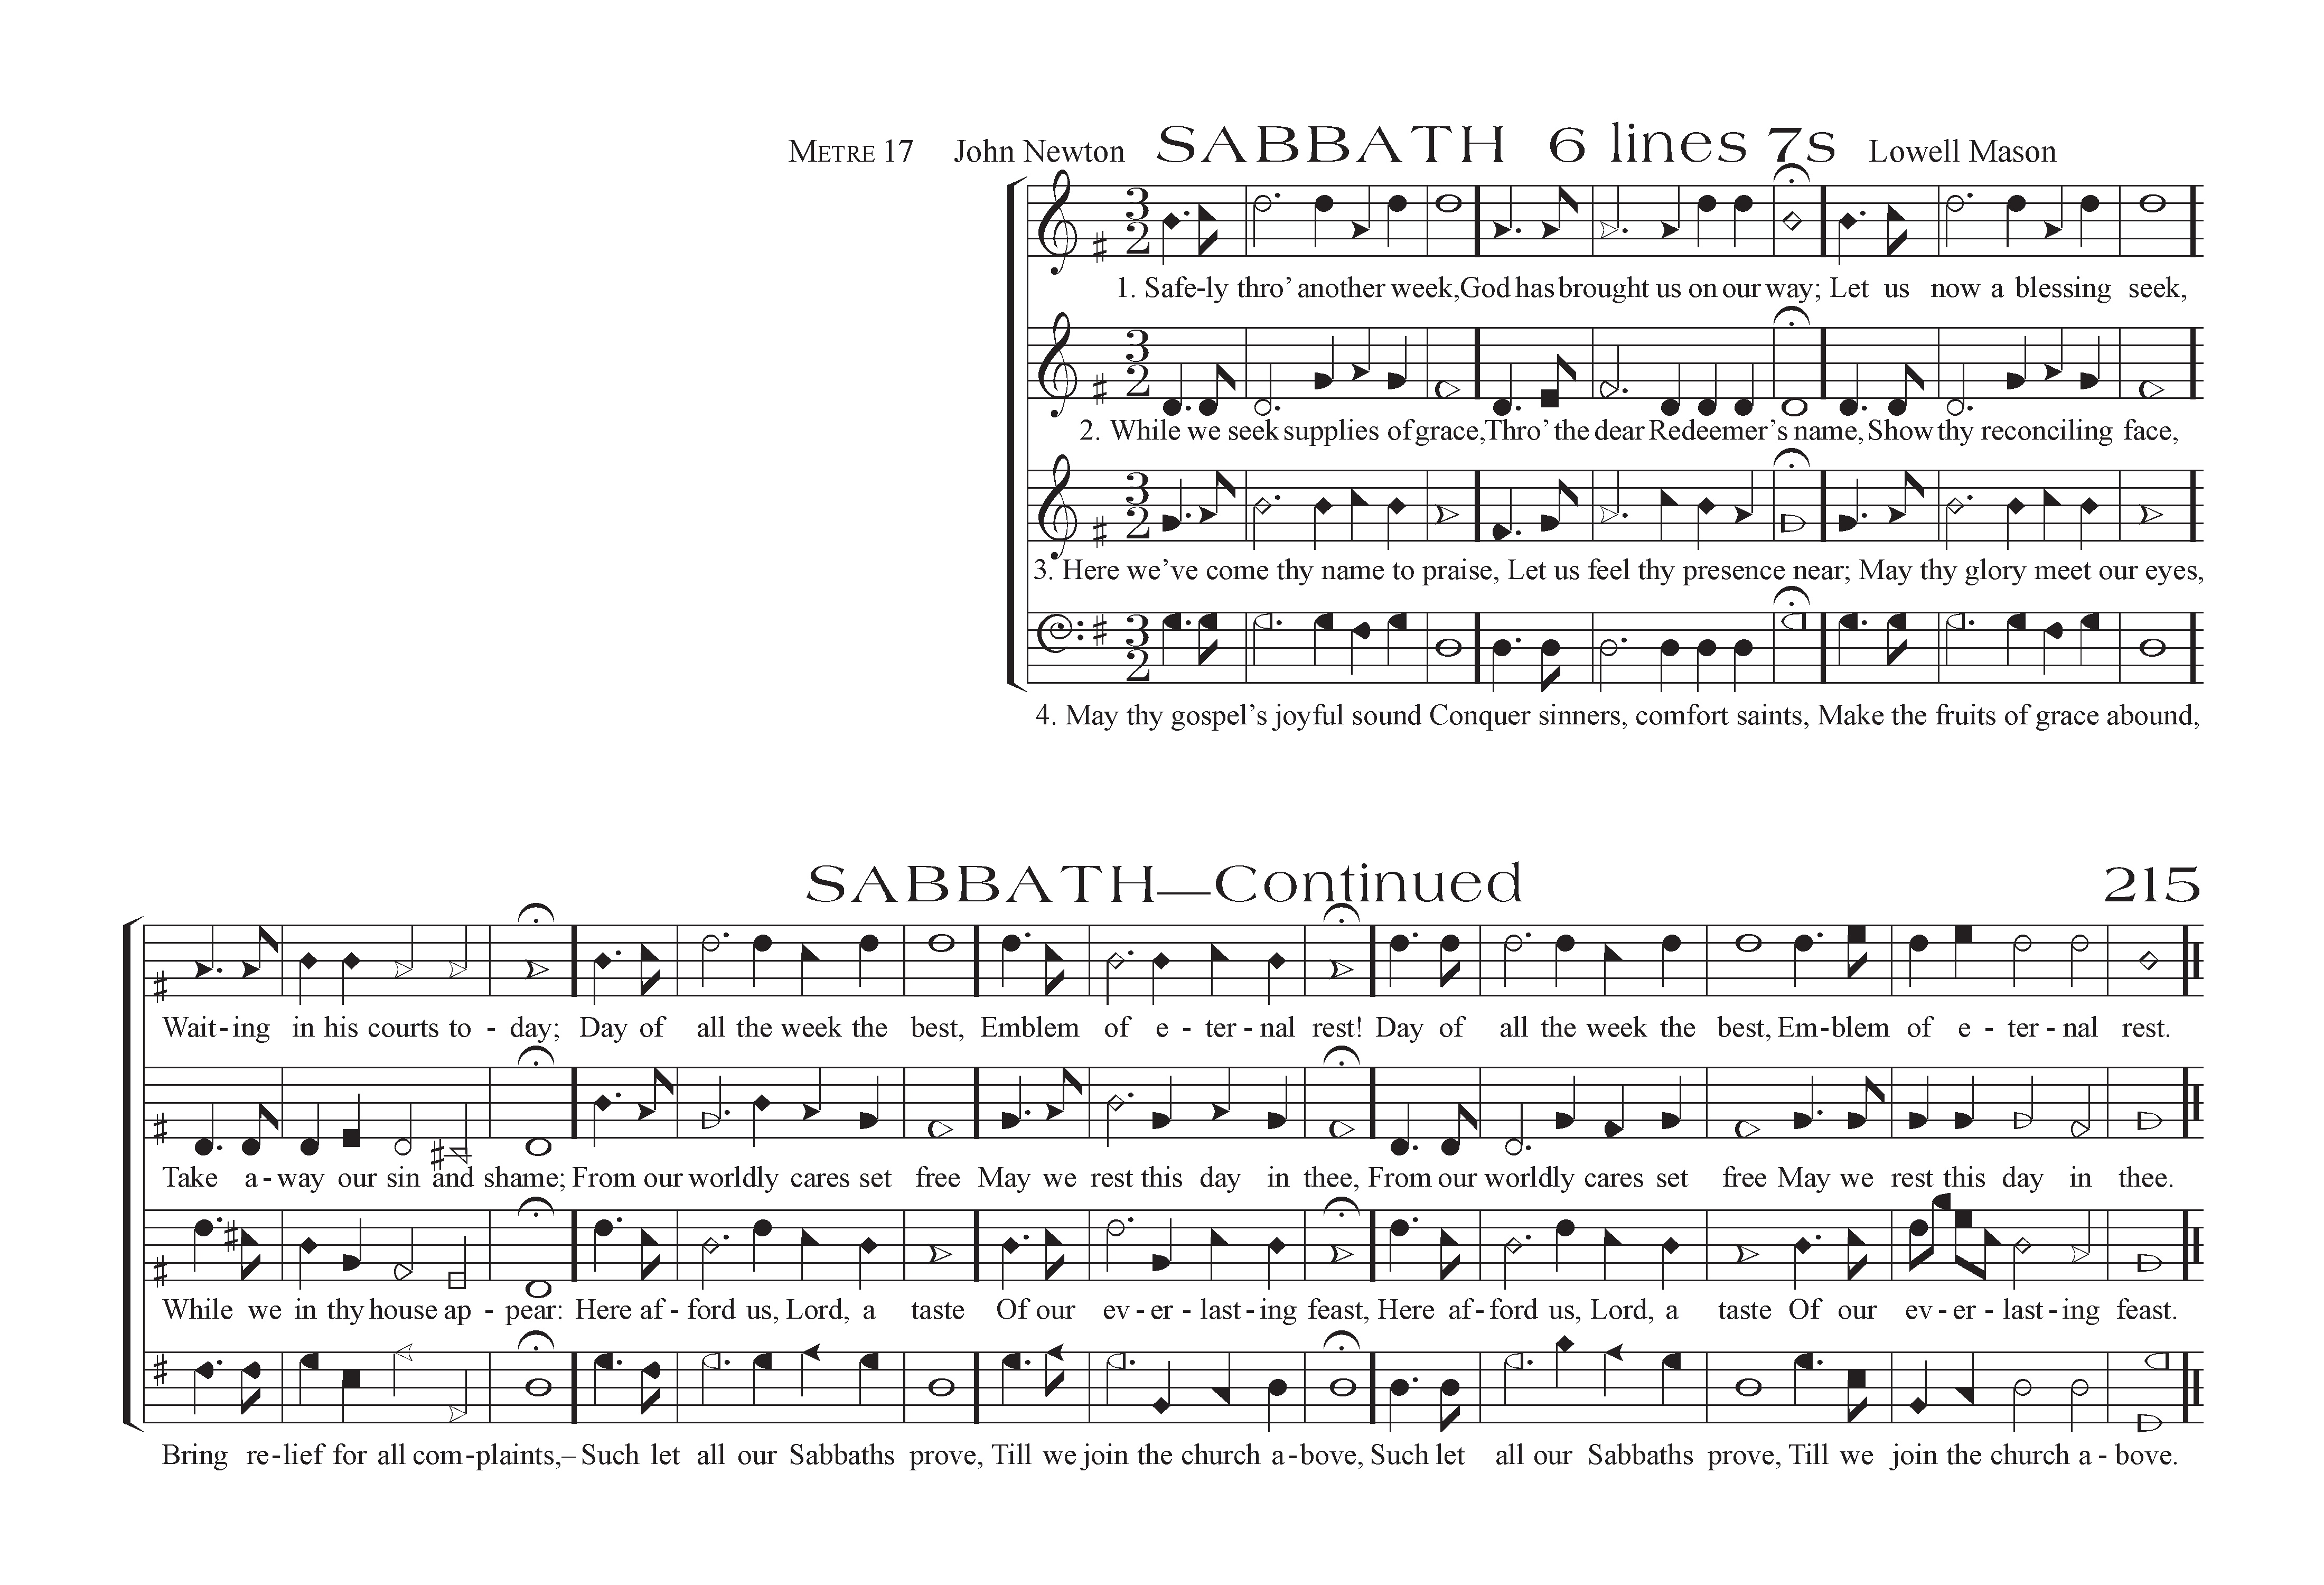 METRE 17 John Newton SABBATH 6 lines 7s Lowell Mason
3 2
1. Safe-ly thro’ another week, God has brought us on our way; Let us now a blessing seek,
3 2
2. While we seek supplies of grace, Thro’ the dear Redeemer’s name, Show thy reconciling face,
3 2
3. Here we’ve come thy name to praise, Let us feel thy presence near; May thy glory meet our eyes,
3 2
4. May thy gospel’s joyful sound Conquer sinners, comfort saints, Make the fruits of grace abound,
SABBATH—Continued 215
Wait-ing in his courts to - day; Day of all the week the best, Emblem of e - ter - nal rest! Day of all the week the best, Em-blem of e - ter - nal rest.
Take a-way our sin and shame; From our worldly cares set free May we rest this day in thee, From our worldly cares set free May we rest this day in thee.
While we in thy house ap - pear: Here af-ford us, Lord, a taste Of our ev-er-last-ing feast, Here af-ford us, Lord, a taste Of our ev-er-last-ing feast.
Bring re-lief for all com-plaints,– Such let all our Sabbaths prove, Till we join the church a-bove, Such let all our Sabbaths prove, Till we join the church a - bove.